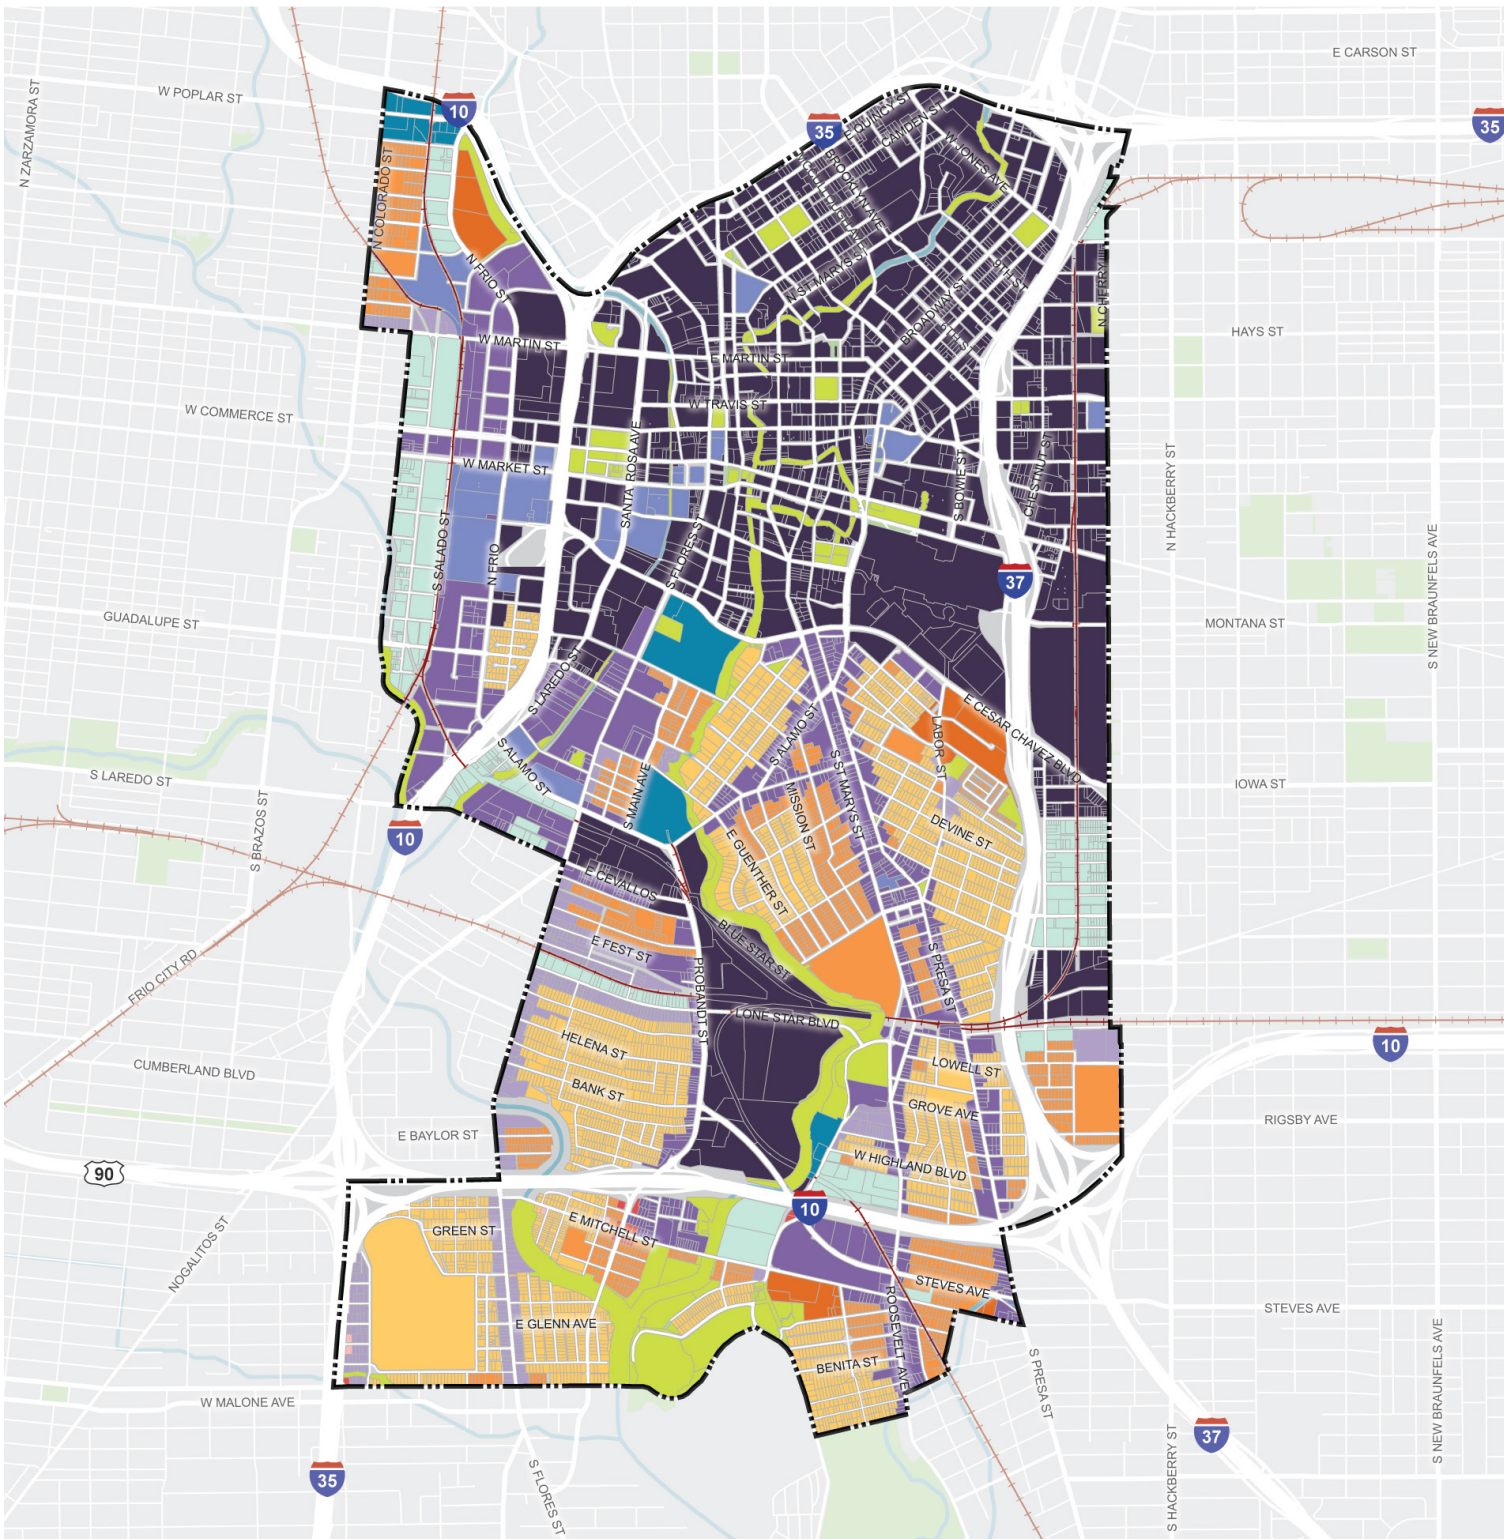 E CARSON ST
W POPLAR ST
N ZARZAMORA ST
10
35
35
E QUINCY ST
CAMDEN ST
W JONES AVE
BROOKLYN AVE
MCCULLOUGH AVE
N COLORADO ST
N FRIO ST
N ST MARYS ST
9TH ST
BROADWAY ST
6TH ST
N CHERRY
HAYS ST
W MARTIN ST
E MARTIN ST
W TRAVIS ST
W COMMERCE ST
W MARKET ST
SANTA ROSA AVE
S BOWIE ST
CHESTNUT ST
N HACKBERRY ST
S NEW BRAUNFELS AVE
S SALADO ST
N FRIO
S FLORES ST
37
GUADALUPE ST
MONTANA ST
S LAREDO ST
E CESAR CHAVEZ BLVD
LABOR ST
S ALAMO ST
S ST MARYS ST
S ALAMO ST
S LAREDO ST
IOWA ST
S BRAZOS ST
S MAIN AVE
MISSION ST
DEVINE ST
10
E GUENTHER ST
E CEVALLOS
BLUE STAR ST
E FEST ST
S PRESA ST
FRIO CITY RD
PROBANDT ST
LONE STAR BLVD
HELENA ST
LOWELL ST
10
CUMBERLAND BLVD
BANK ST
GROVE AVE
RIGSBY AVE
E BAYLOR ST
W HIGHLAND BLVD
90
10
GREEN ST
E MITCHELL ST
NOGALITOS ST
STEVES AVE
ROOSEVELT AVE
STEVES AVE
E GLENN AVE
BENITA ST
S PRESA ST
S NEW BRAUNFELS AVE
W MALONE AVE
S HACKBERRY ST
37
35
S FLORES ST